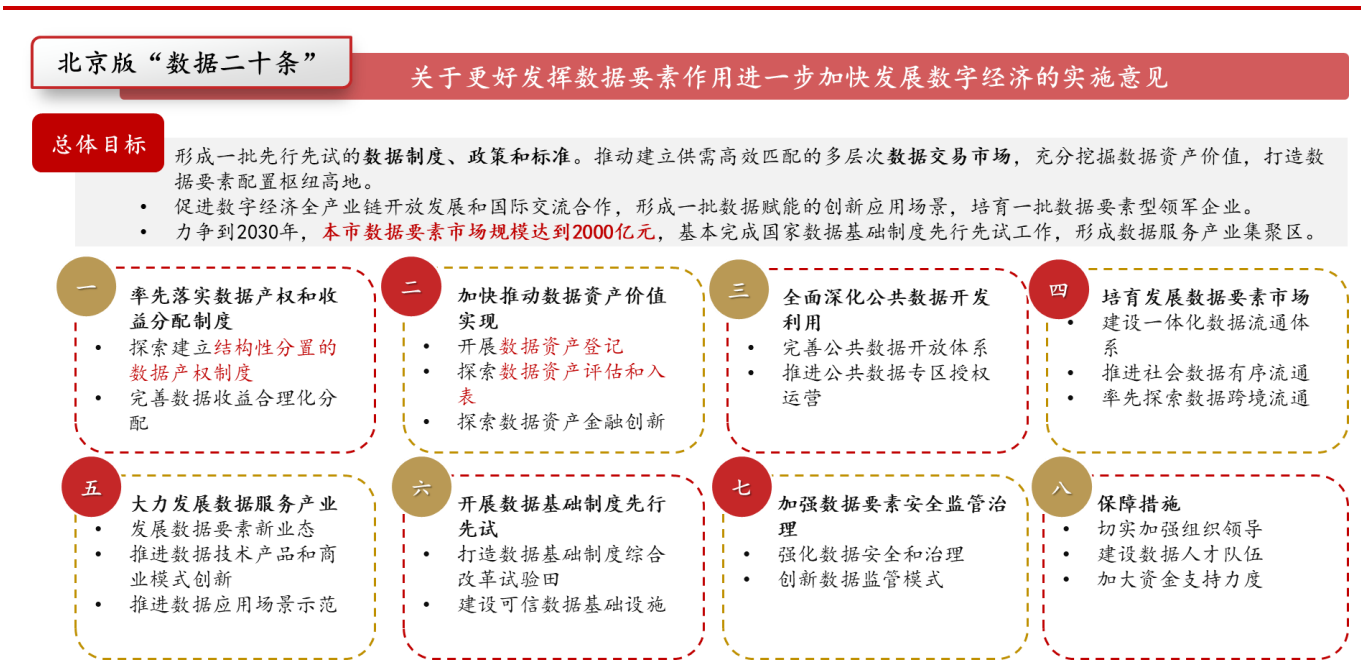 北京版“数据二十条”
关于更好发挥数据要素作用进一步加快发展数字经济的实施意见
总体目标
形成一批先行先试的数据制度、政策和标准。推动建立供需高效匹配的多层次数据交易市场，充分挖掘数据资产价值，打造数
据要素配置枢纽高地。
• 促进数字经济全产业链开放发展和国际交流合作，形成一批数据赋能的创新应用场景，培育一批数据要素型领军企业。
• 力争到2030年，本市数据要素市场规模达到2000亿元，基本完成国家数据基础制度先行先试工作，形成数据服务产业集聚区。
一
率先落实数据产权和收
益分配制度
• 探索建立结构性分置的
数据产权制度
• 完善数据收益合理化分
配
二
加快推动数据资产价值
实现
• 开展数据资产登记
• 探索数据资产评估和入
表
• 探索数据资产金融创新
三
全面深化公共数据开发
利用
• 完善公共数据开放体系
• 推进公共数据专区授权
运营
四
培育发展数据要素市场
• 建设一体化数据流通体
系
• 推进社会数据有序流通
• 率先探索数据跨境流通
五
大力发展数据服务产业
• 发展数据要素新业态
• 推进数据技术产品和商
业模式创新
• 推进数据应用场景示范
六
开展数据基础制度先行
先试
• 打造数据基础制度综合
改革试验田
• 建设可信数据基础设施
七
加强数据要素安全监管治
理
• 强化数据安全和治理
• 创新数据监管模式
八
保障措施
• 切实加强组织领导
• 建设数据人才队伍
• 加大资金支持力度